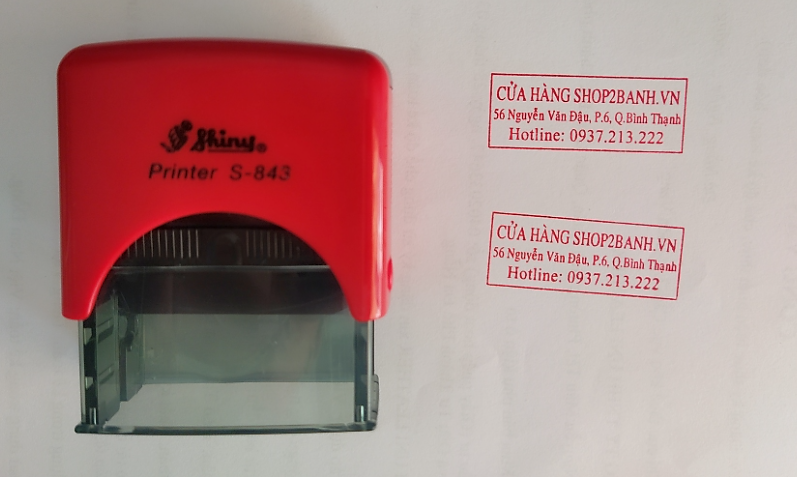 Shiny®
Printer S-843
CỬA HÀNG SHOP2BANH.VN
56 Nguyễn Văn Đậu, P.6, Q.Bình Thạnh
Hotline: 0937.213.222
CỬA HÀNG SHOP2BANH.VN
56 Nguyễn Văn Đậu, P.6, Q.Bình Thạnh
Hotline: 0937.213.222